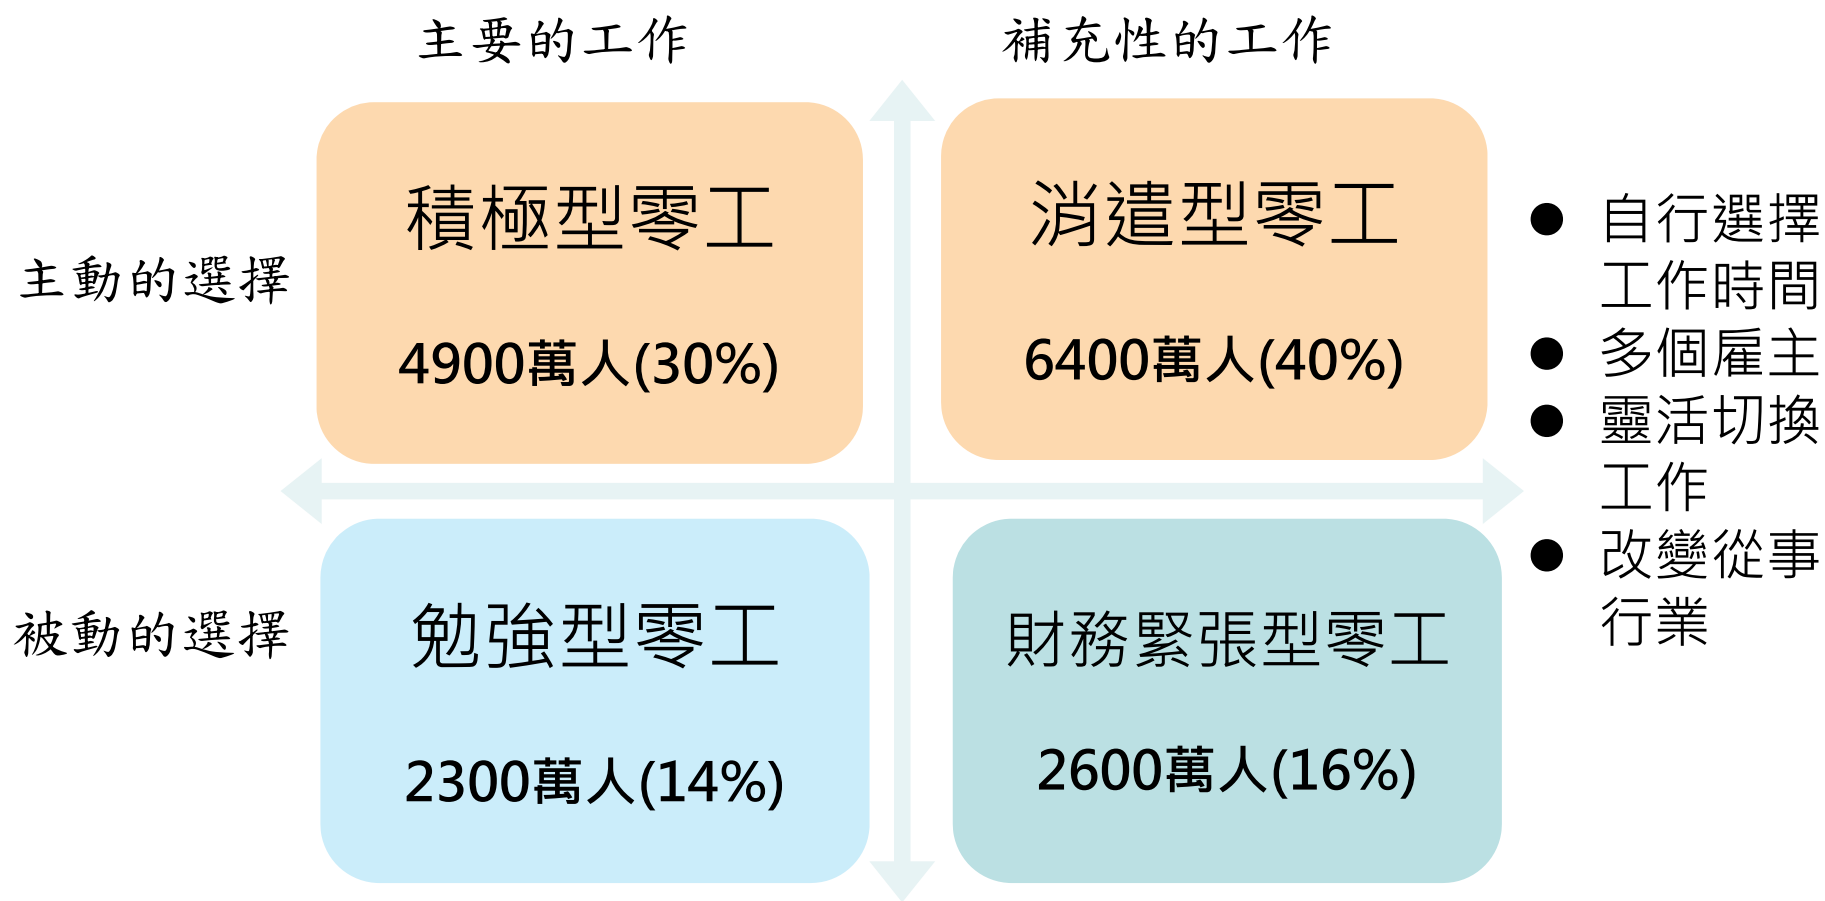 主要的工作
補充性的工作
主動的選擇
積極型零工
4900萬人(30%)
消遣型零工
6400萬人(40%)
被動的選擇
勉強型零工
2300萬人(14%)
財務緊張型零工
2600萬人(16%)
● 自行選擇
工作時間
● 多個雇主
● 靈活切換
工作
● 改變從事
行業